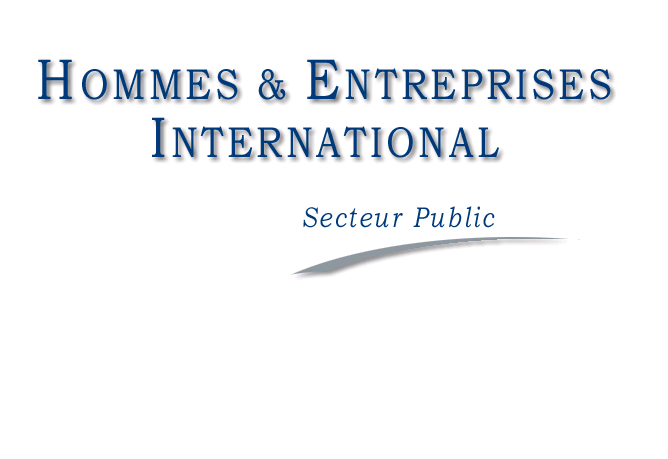 HOMMES & ENTREPRISES
INTERNATIONAL
Secteur Public